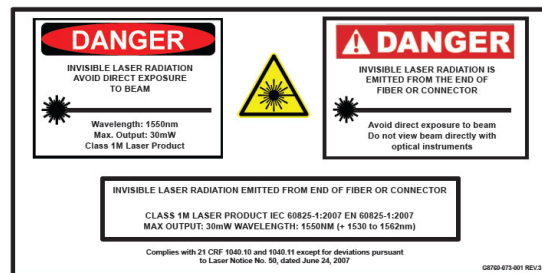 DANGER
INVISIBLE LASER RADIATION
AVOID DIRECT EXPOSURE
TO BEAM
Wavelength: 1550nm
Max. Output: 30mW
Class 1M Laser Product
DANGER
INVISIBLE LASER RADIATION IS
EMITTED FROM THE END OF
FIBER OR CONNECTOR
Avoid direct exposure to beam
Do not view beam directly with
optical instruments
INVISIBLE LASER RADIATION EMITTED FROM END OF FIBER OR CONNECTOR
CLASS 1M LASER PRODUCT IEC 60825-1:2007 EN 60825-1:2007
MAX OUTPUT: 30mW WAVELENGTH: 1550NM (+ 1530 to 1562nm)
Complies with 21 CRF 1040.10 and 1040.11 except for deviations pursuant
to Laser Notice No. 50, dated June 24, 2007
G8760-073-001 REV.3